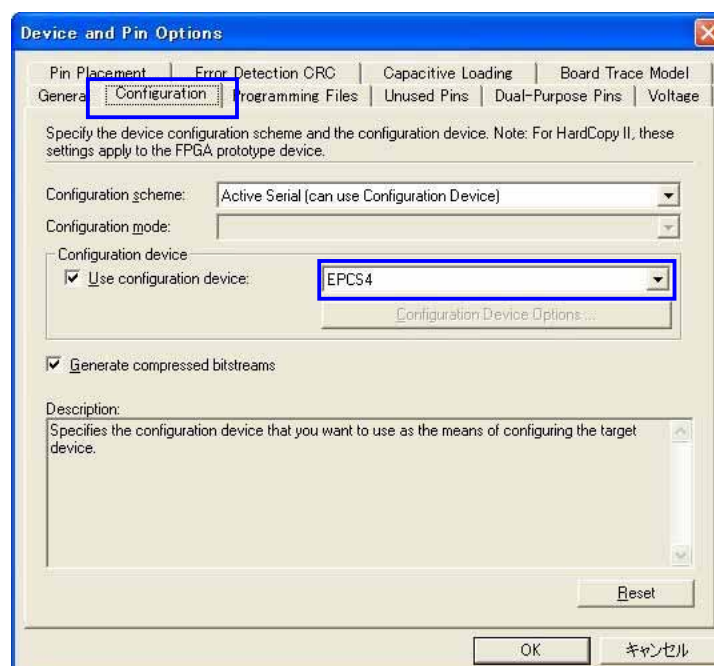 Device and Pin Options
Pin Placement Error Detection CRC Capacitive Loading Board Trace Model
General Configuration Programming Files Unused Pins Dual-Purpose Pins Voltage
Specify the device configuration scheme and the configuration device. Note: For HardCopy II, these
settings apply to the FPGA prototype device.
Configuration scheme: Active Serial (can use Configuration Device)
Configuration mode:
Configuration device
Use configuration device: EPCS4
Configuration Device Options ...
Generate compressed bitstreams
Description:
Specifies the configuration device that you want to use as the means of configuring the target
device.
Reset
OK キャンセル